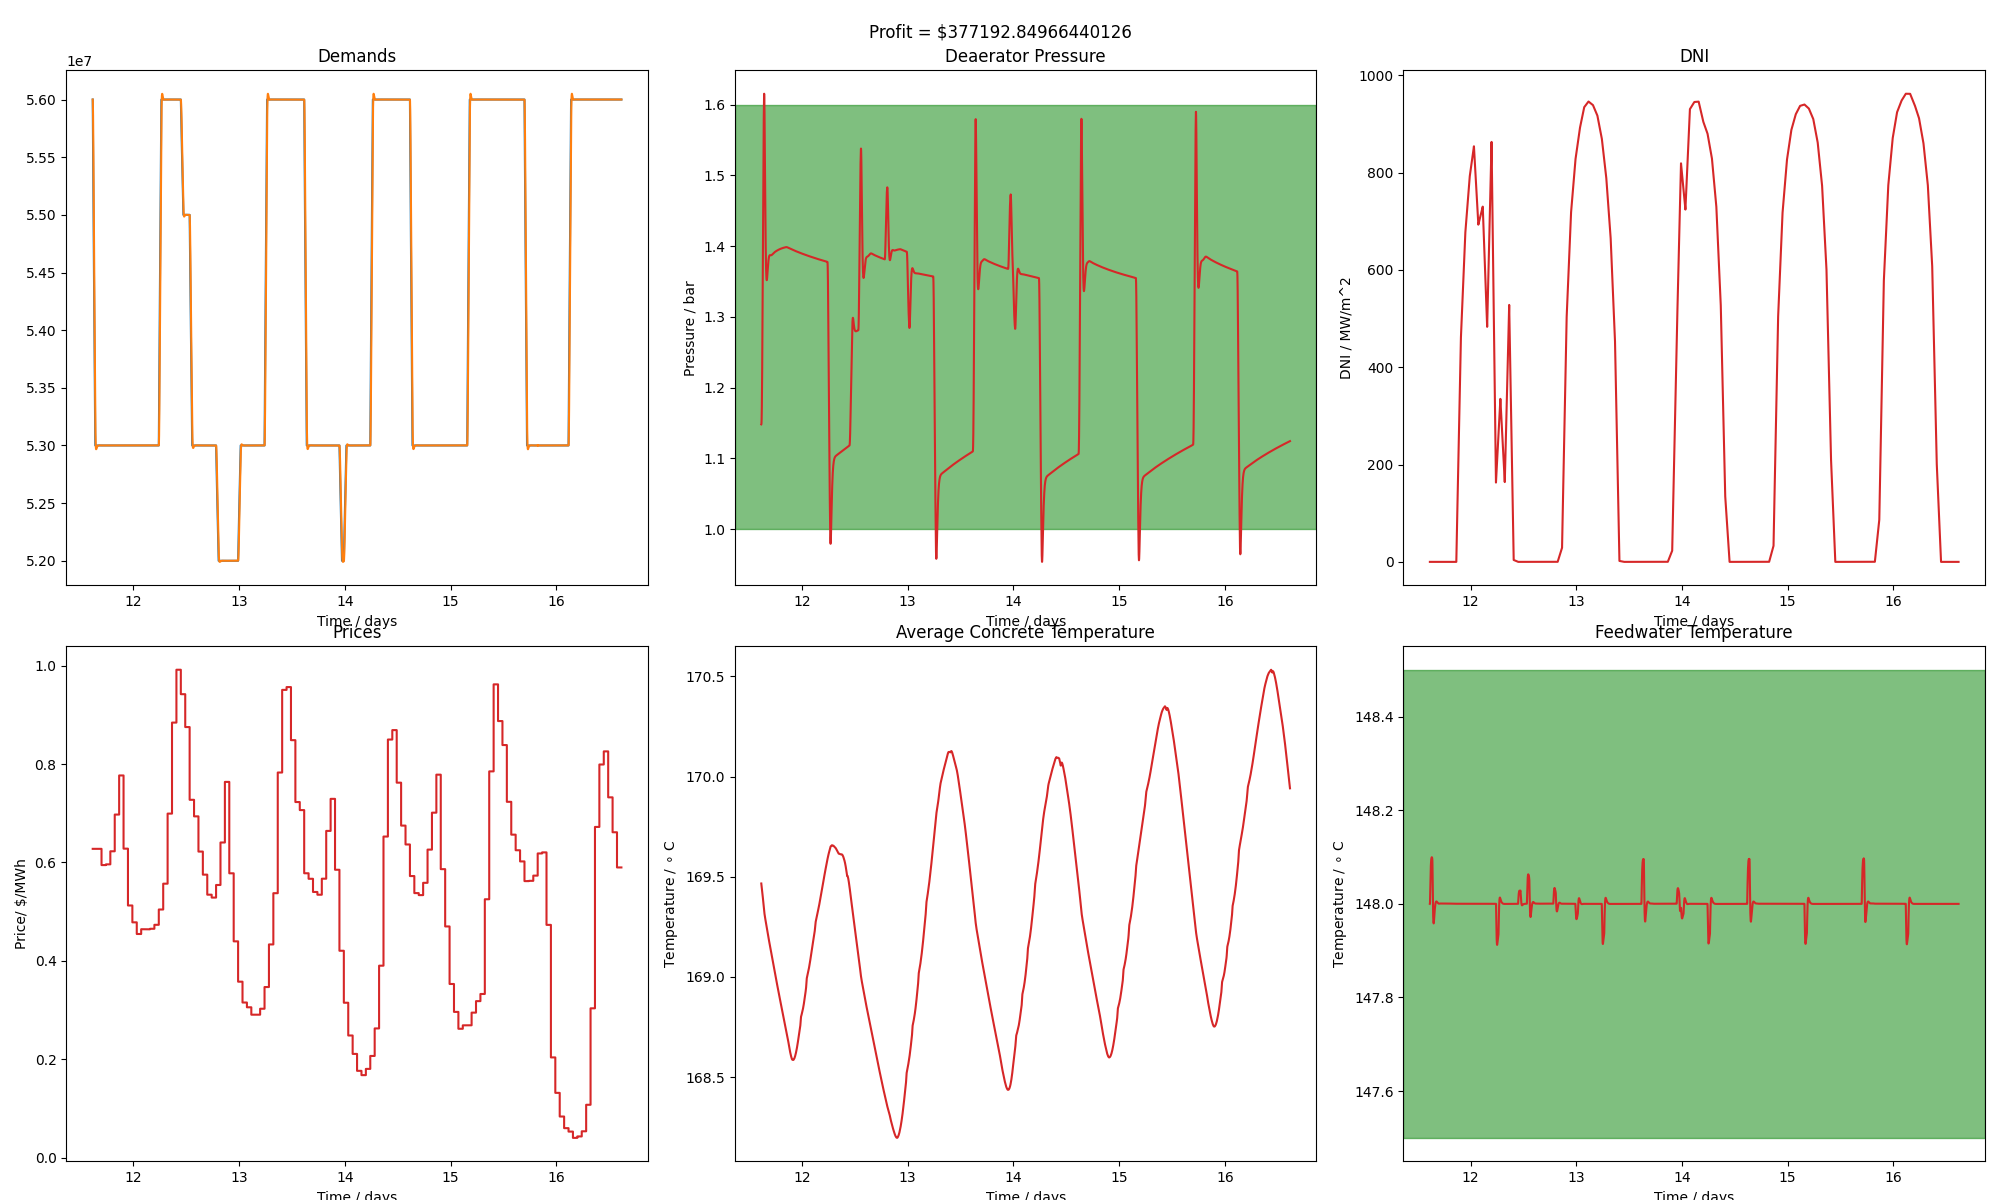 Profit = $377192.84966440126
Demands
1e7
5.60
5.55
5.50
5.45
5.40
5.35
5.30
5.25
5.20
12 13 14 15 16
Time / days
Deaerator Pressure
Pressure / bar
1.6
1.5
1.4
1.3
1.2
1.1
1.0
12 13 14 15 16
Time / days
DNI
DNI / MW/m^2
1000
800
600
400
200
0
12 13 14 15 16
Time / days
Prices
Price/ $/MWh
1.0
0.8
0.6
0.4
0.2
0.0
12 13 14 15 16
Time / days
Average Concrete Temperature
Temperature / ∘ C
170.5
170.0
169.5
169.0
168.5
12 13 14 15 16
Time / days
Feedwater Temperature
Temperature / ∘ C
148.4
148.2
148.0
147.8
147.6
12 13 14 15 16
Time / days